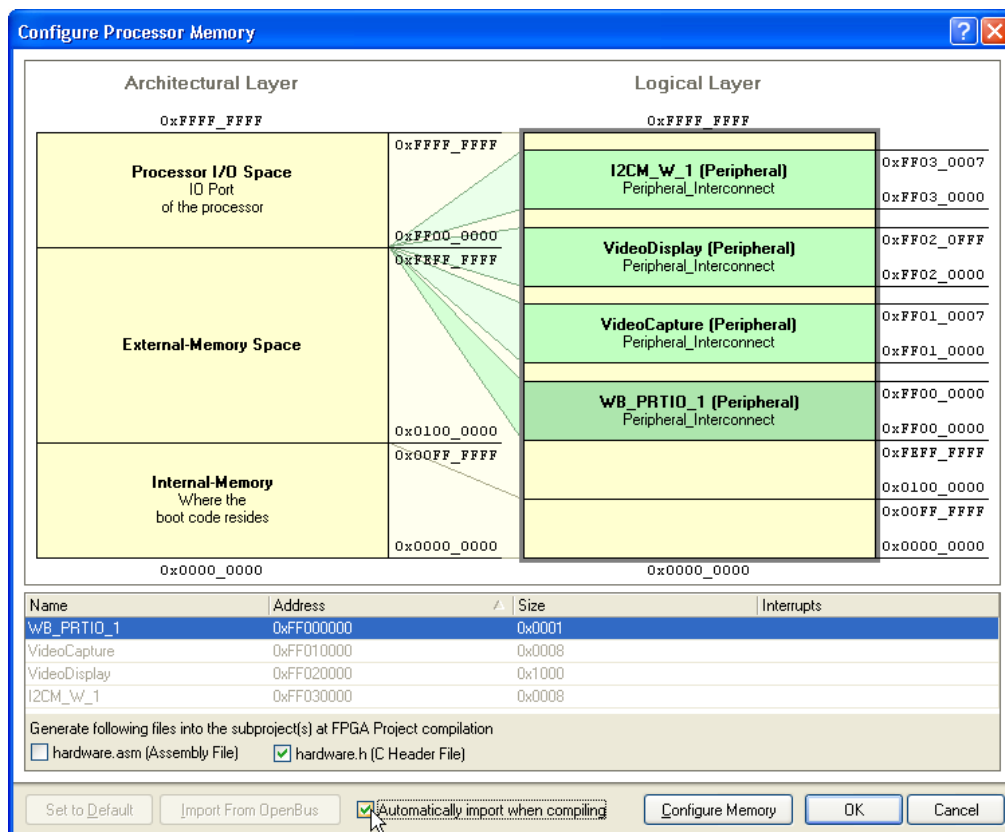 Configure Processor Memory
Architectural Layer
Logical Layer
0xFFFF_FFFF
0xFFFF_FFFF
0xFFFF_FFFF
Processor I/O Space
IO Port
of the processor
0xFF00_0000
0xFEFF_FFFF
External-Memory Space
0x0100_0000
0x00FF_FFFF
Internal-Memory
Where the
boot code resides
0x0000_0000
0x0000_0000
I2CM_W_1 (Peripheral)
Peripheral_Interconnect
0xFF03_0007
0xFF03_0000
VideoDisplay (Peripheral)
Peripheral_Interconnect
0xFF02_0FFF
0xFF02_0000
VideoCapture (Peripheral)
Peripheral_Interconnect
0xFF01_0007
0xFF01_0000
WB_PRTIO_1 (Peripheral)
Peripheral_Interconnect
0xFF00_0000
0xFF00_0000
0xFEFF_FFFF
0x0100_0000
0x00FF_FFFF
0x0000_0000
0x0000_0000
Name Address Size Interrupts
WB_PRTIO_1 0xFF000000 0x0001
VideoCapture 0xFF010000 0x0008
VideoDisplay 0xFF020000 0x1000
I2CM_W_1 0xFF030000 0x0008
Generate following files into the subproject(s) at FPGA Project compilation
hardware.asm (Assembly File) hardware.h (C Header File)
Set to Default Import From OpenBus Automatically import when compiling Configure Memory OK Cancel